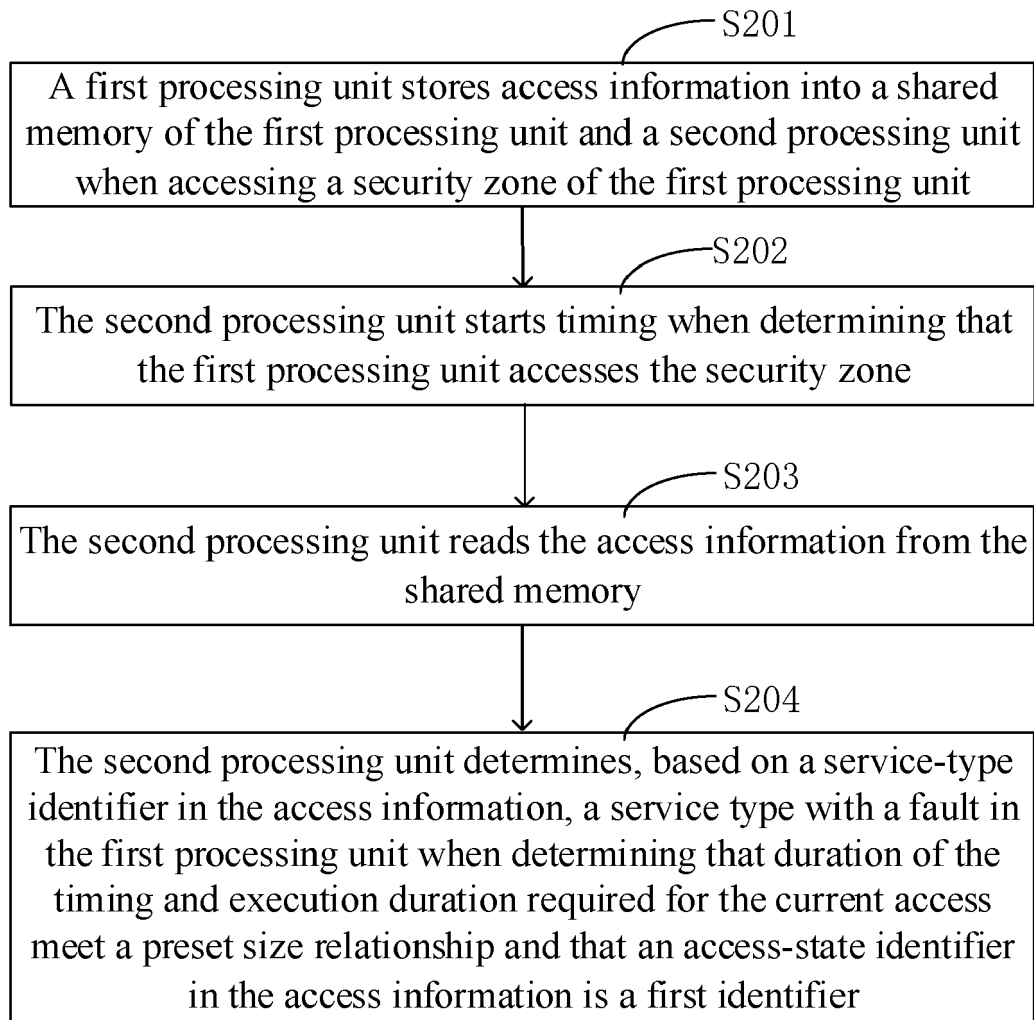 S201
A first processing unit stores access information into a shared
memory of the first processing unit and a second processing unit
when accessing a security zone of the first processing unit
S202
The second processing unit starts timing when determining that
the first processing unit accesses the security zone
S203
The second processing unit reads the access information from the
shared memory
S204
The second processing unit determines, based on a service-type
identifier in the access information, a service type with a fault in
the first processing unit when determining that duration of the
timing and execution duration required for the current access
meet a preset size relationship and that an access-state identifier
in the access information is a first identifier